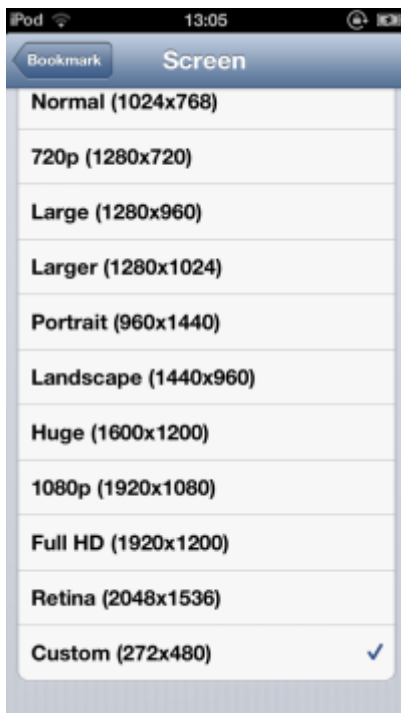 iPod 13:05
Bookmark Screen
Normal (1024x768)
720p (1280x720)
Large (1280x960)
Larger (1280x1024)
Portrait (960x1440)
Landscape (1440x960)
Huge (1600x1200)
1080p (1920x1080)
Full HD (1920x1200)
Retina (2048x1536)
Custom (272x480)